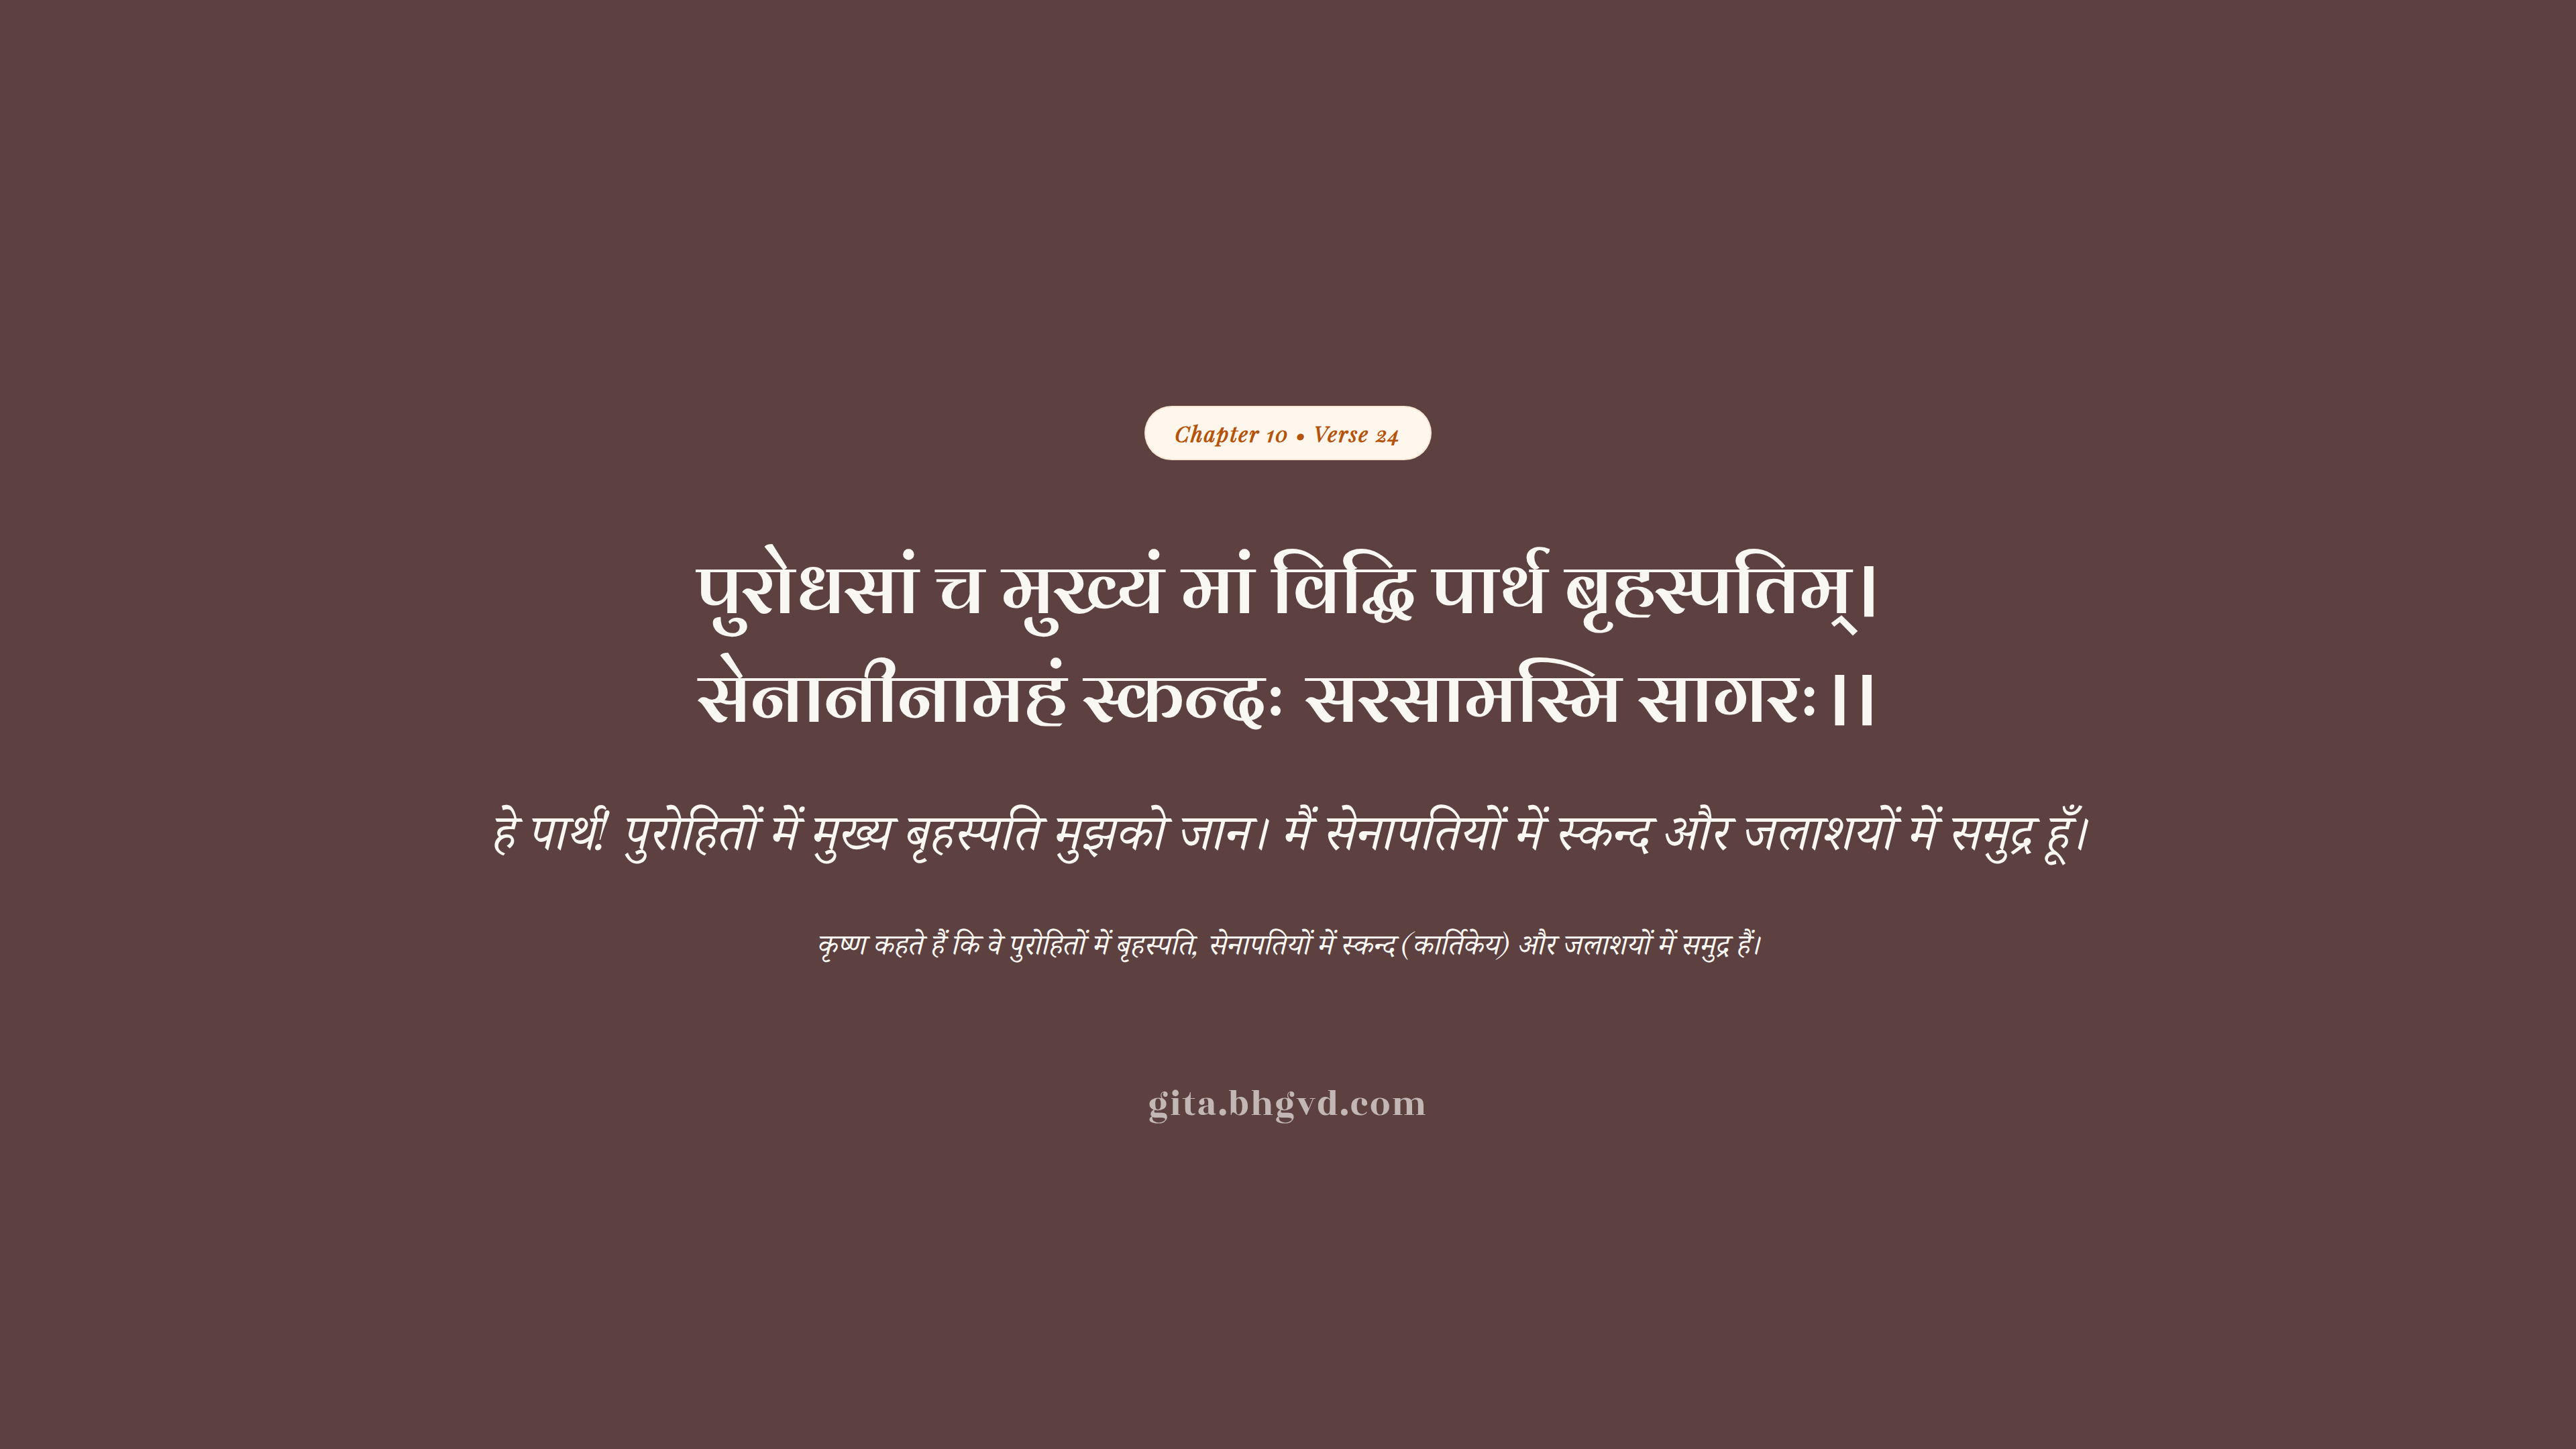 Chapter 10 • Verse 24
पुरोधसां च मुख्यं मां विद्धि पार्थ बृहस्पतिम्।
सेनानीनामहं स्कन्दः सरसामस्मि सागरः।।
हे पार्थ! पुरोहितों में मुख्य बृहस्पति मुझको जान। मैं सेनापतियों में स्कन्द और जलाशयों में समुद्र हूँ।
कृष्ण कहते हैं कि वे पुरोहितों में बृहस्पति, सेनापतियों में स्कन्द (कार्तिकेय) और जलाशयों में समुद्र हैं।
gita.bhgvd.com